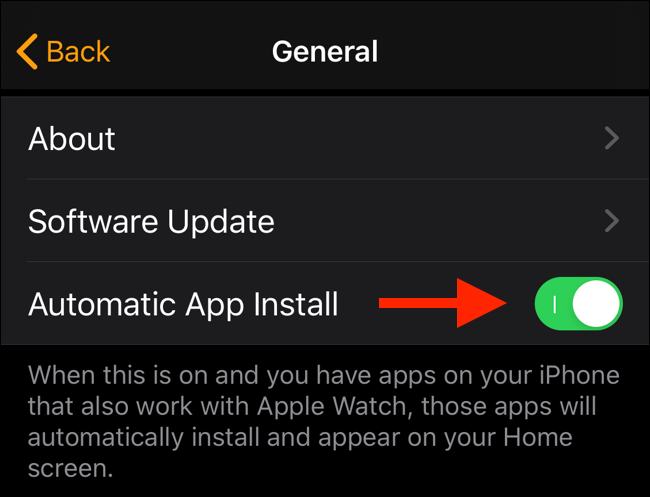 Back
General
About
Software Update
Automatic App Install
When this is on and you have apps on your iPhone
that also work with Apple Watch, those apps will
automatically install and appear on your Home
screen.